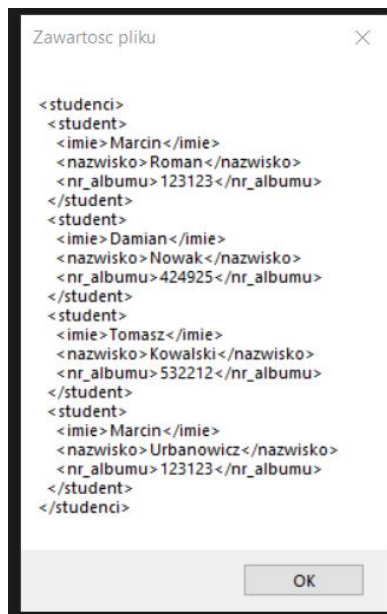 Zawartosc pliku
<studenci>
<student>
<imie>Marcin</imie>
<nazwisko>Roman</nazwisko>
<nr_albumu>123123</nr_albumu>
</student>
<student>
<imie>Damian</imie>
<nazwisko>Nowak</nazwisko>
<nr_albumu>424925</nr_albumu>
</student>
<student>
<imie>Tomasz</imie>
<nazwisko>Kowalski</nazwisko>
<nr_albumu>532212</nr_albumu>
</student>
<student>
<imie>Marcin</imie>
<nazwisko>Urbanowicz</nazwisko>
<nr_albumu>123123</nr_albumu>
</student>
</studenci>
OK